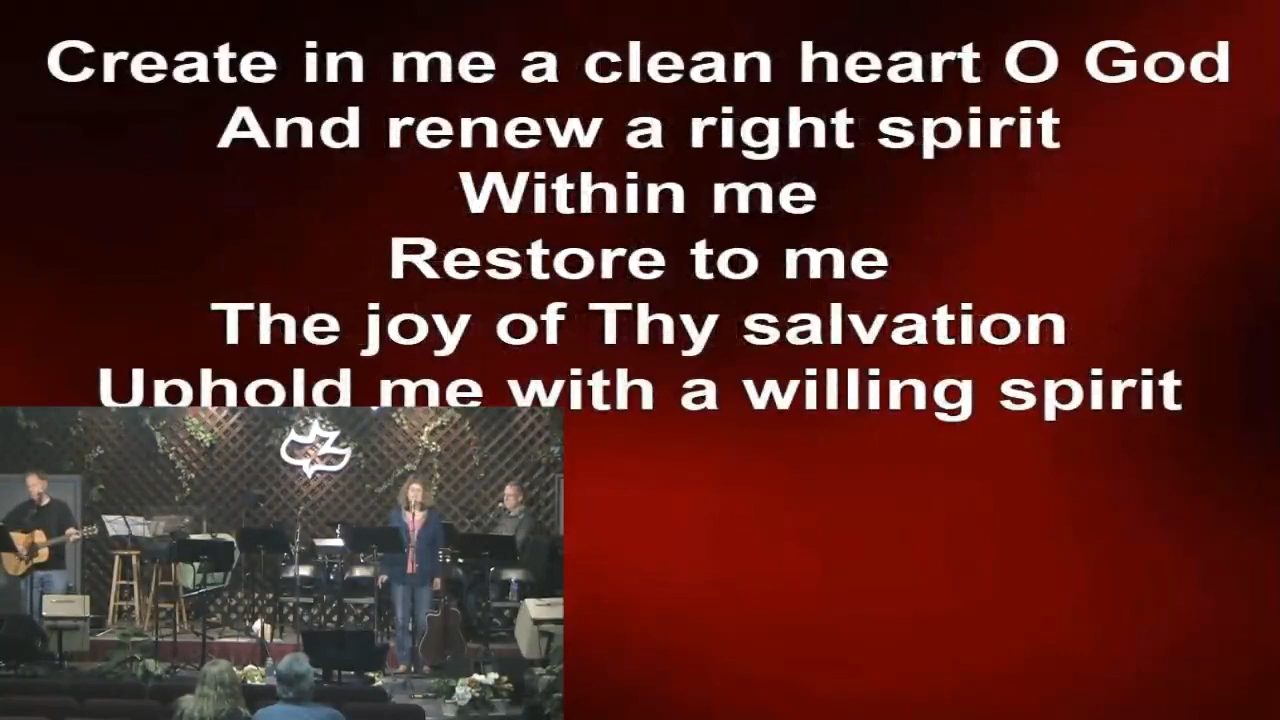 Create in me a clean heart O God
And renew a right spirit
Within me
Restore to me
The joy of Thy salvation
Uphold me with a willing spirit